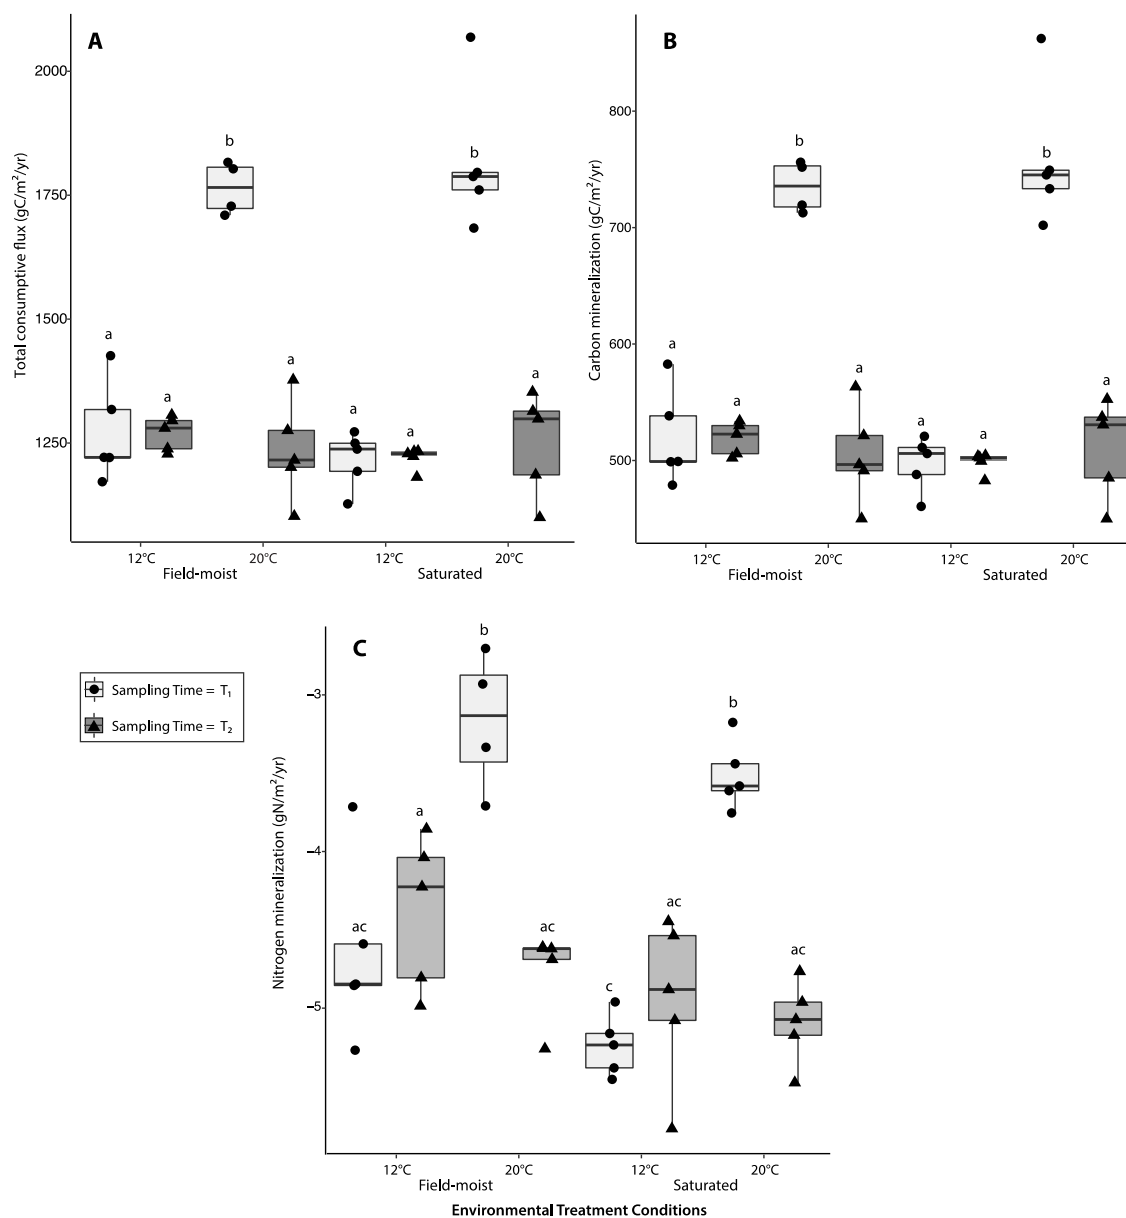 A
Total consumptive flux (gC/m²/yr)
2000
1750
1500
1250
a
a
b
a
a
a
b
a
12°C
20°C
12°C
20°C
Field-moist
Saturated
B
Carbon mineralization (gC/m²/yr)
800
700
600
500
a
a
b
a
a
a
b
a
12°C
20°C
12°C
20°C
Field-moist
Saturated
Sampling Time = T₁
Sampling Time = T₂
C
Nitrogen mineralization (gN/m²/yr)
−3
−4
−5
ac
a
b
ac
c
ac
b
ac
12°C
20°C
12°C
20°C
Field-moist
Saturated
Environmental Treatment Conditions